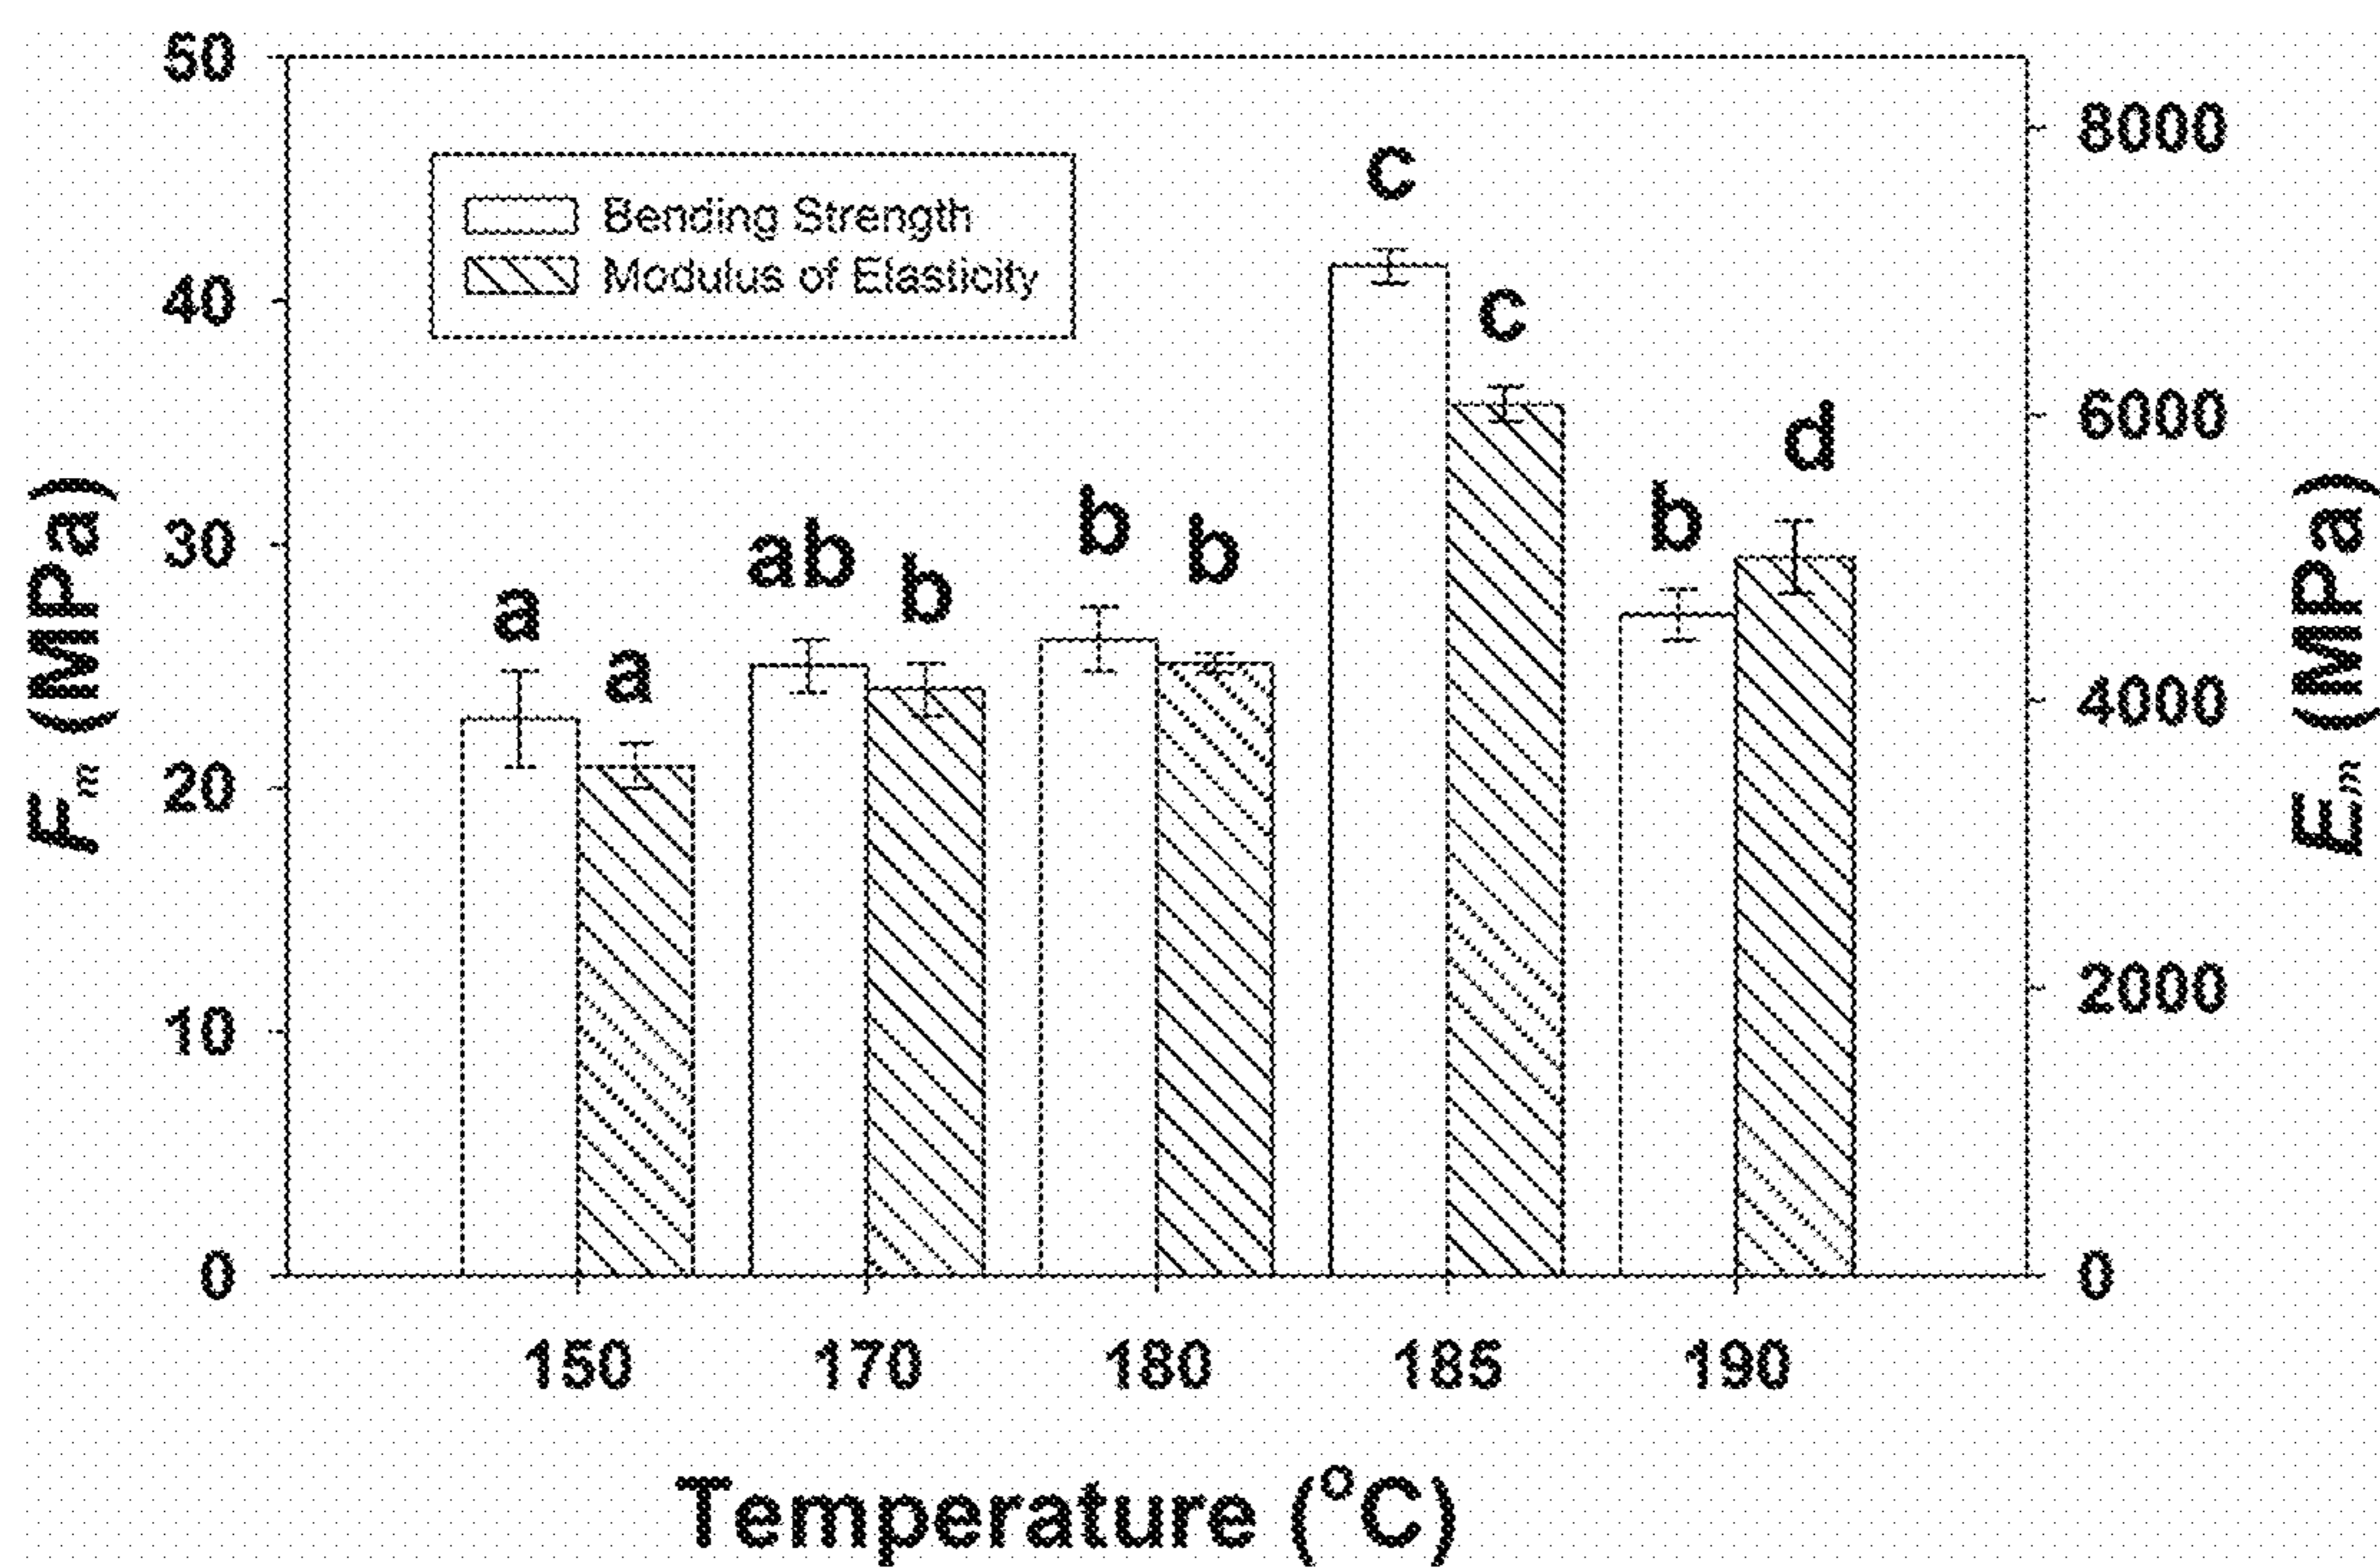 50
40
30
20
10
0
Fm (MPa)
Bending Strength
Modulus of Elasticity
a
a
ab
b
b
b
c
c
b
d
8000
6000
4000
2000
0
Em (MPa)
150 170 180 185 190
Temperature (°C)